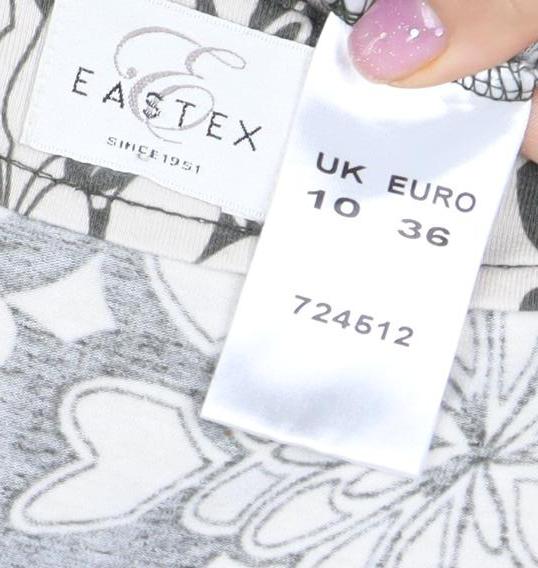 E
EASTEX
SINCE 1951
UK EURO
10 36
724612